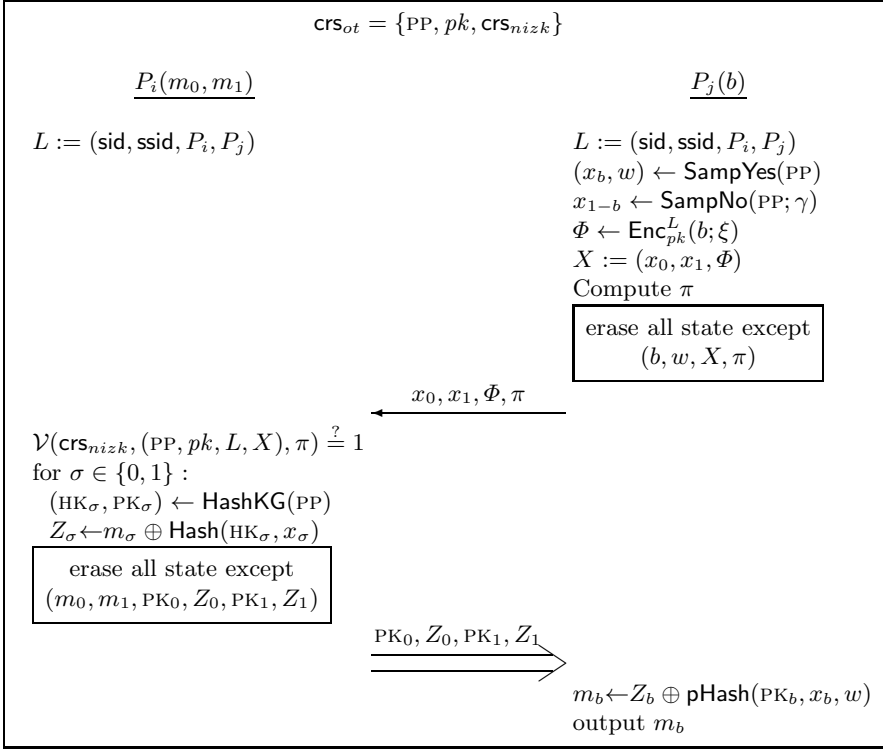 crs_ot = {PP, pk, crs_nizk}
P_i(m_0, m_1)
P_j(b)
L := (sid, ssid, P_i, P_j)
L := (sid, ssid, P_i, P_j)
(x_b, w) ← SampYes(PP)
x_{1−b} ← SampNo(PP; γ)
Φ ← Enc^L_pk(b; ξ)
X := (x_0, x_1, Φ)
Compute π
erase all state except
(b, w, X, π)
x_0, x_1, Φ, π
V(crs_nizk, (PP, pk, L, X), π) ≟ 1
for σ ∈ {0, 1} :
(HK_σ, PK_σ) ← HashKG(PP)
Z_σ ← m_σ ⊕ Hash(HK_σ, x_σ)
erase all state except
(m_0, m_1, PK_0, Z_0, PK_1, Z_1)
PK_0, Z_0, PK_1, Z_1
m_b ← Z_b ⊕ pHash(PK_b, x_b, w)
output m_b